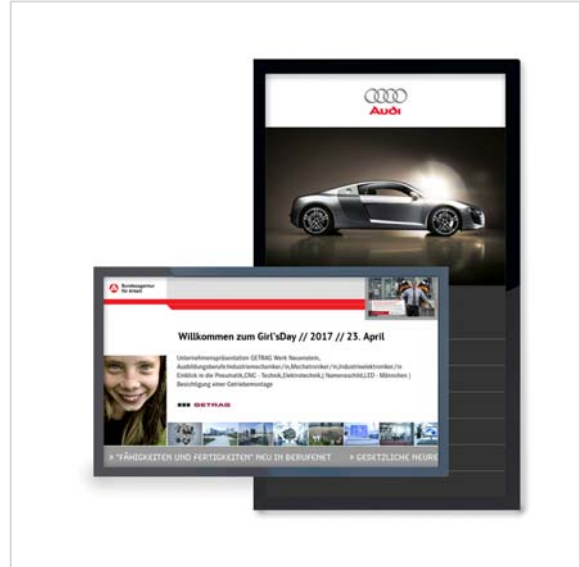 Audi
Bundesagentur
für Arbeit
Willkommen zum Girl'sDay // 2017 // 23. April
Unternehmenspräsentation GETRAG Werk Neuenstein,
Ausbildungsberufe:Industriemechaniker/in,Mechatroniker/in,Industrieelektroniker/in
Einblick in die Pneumatik,CNC - Technik,Elektrotechnik,( Namensschild,LED - Männchen )
Besichtigung einer Getriebemontage
GETRAG
> "FÄHIGKEITEN UND FERTIGKEITEN" NEU IN BERUFENET > GESETZLICHE NEURE